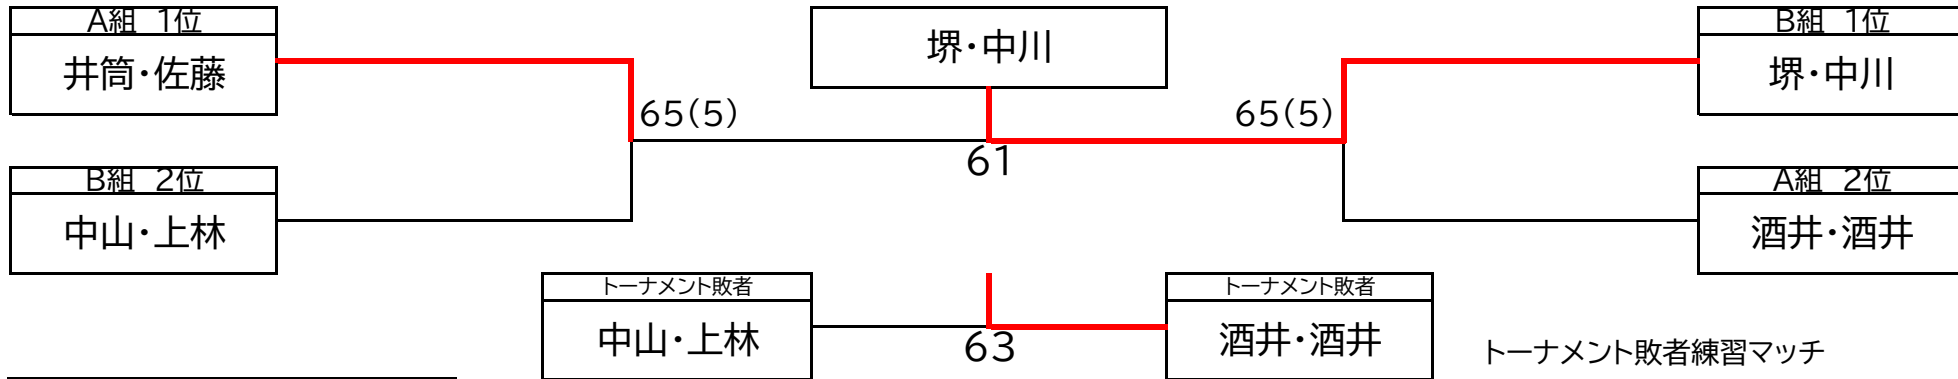 A組 1位
井筒・佐藤
堺・中川
B組 1位
堺・中川
65(5)
65(5)
61
B組 2位
中山・上林
A組 2位
酒井・酒井
トーナメント敗者
中山・上林
63
トーナメント敗者
酒井・酒井
トーナメント敗者練習マッチ